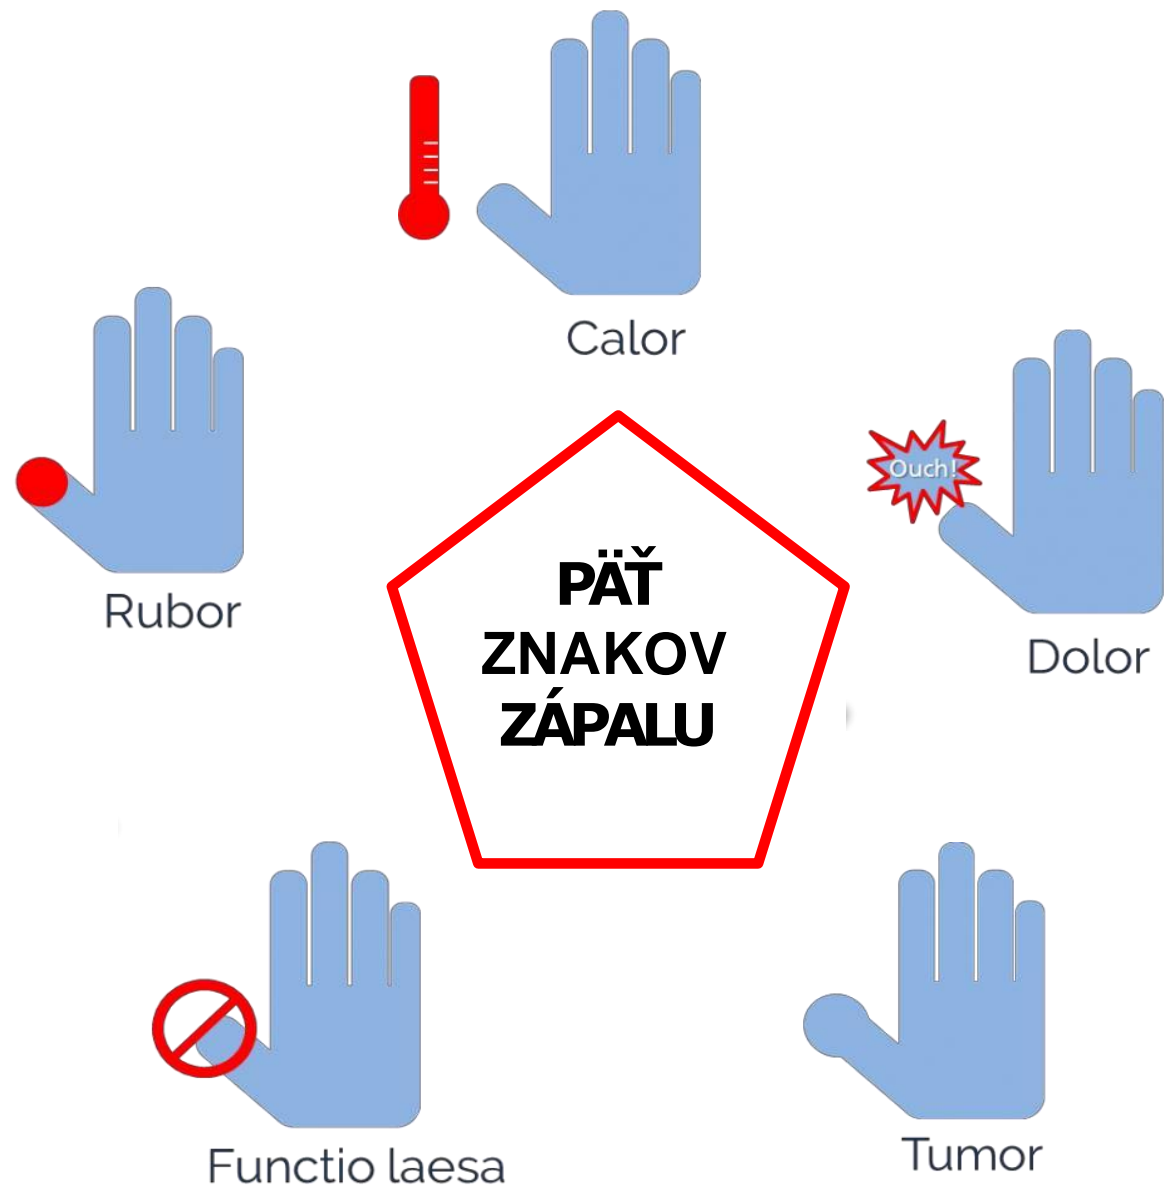 Calor
Rubor
Ouch!
Dolor
PÄŤ
ZNAKOV
ZÁPALU
Functio laesa
Tumor